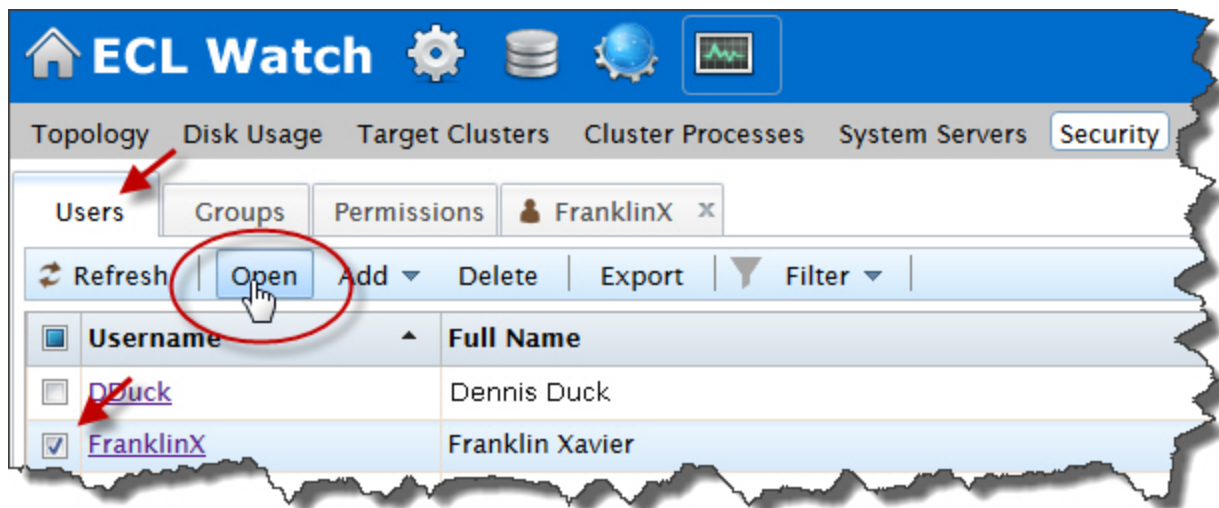 ECL Watch
Topology Disk Usage Target Clusters Cluster Processes System Servers Security
Users Groups Permissions FranklinX x
Refresh Open Add Delete Export Filter
Username Full Name
DDuck Dennis Duck
FranklinX Franklin Xavier